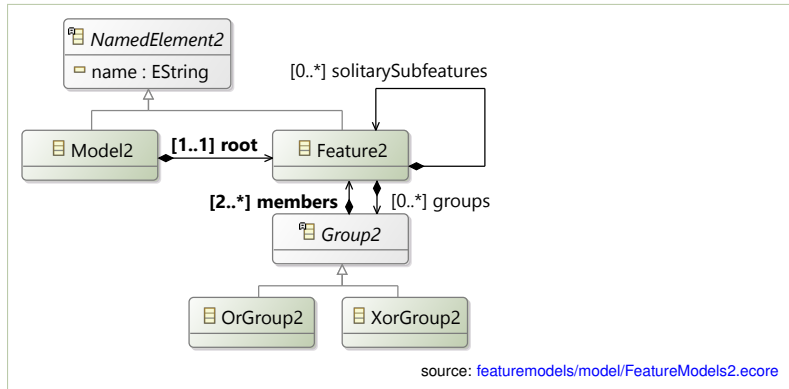 NamedElement2
name : EString
[0..*] solitarySubfeatures
Model2
[1..1] root
Feature2
[2..*] members
[0..*] groups
Group2
OrGroup2
XorGroup2
source: featuremodels/model/FeatureModels2.ecore